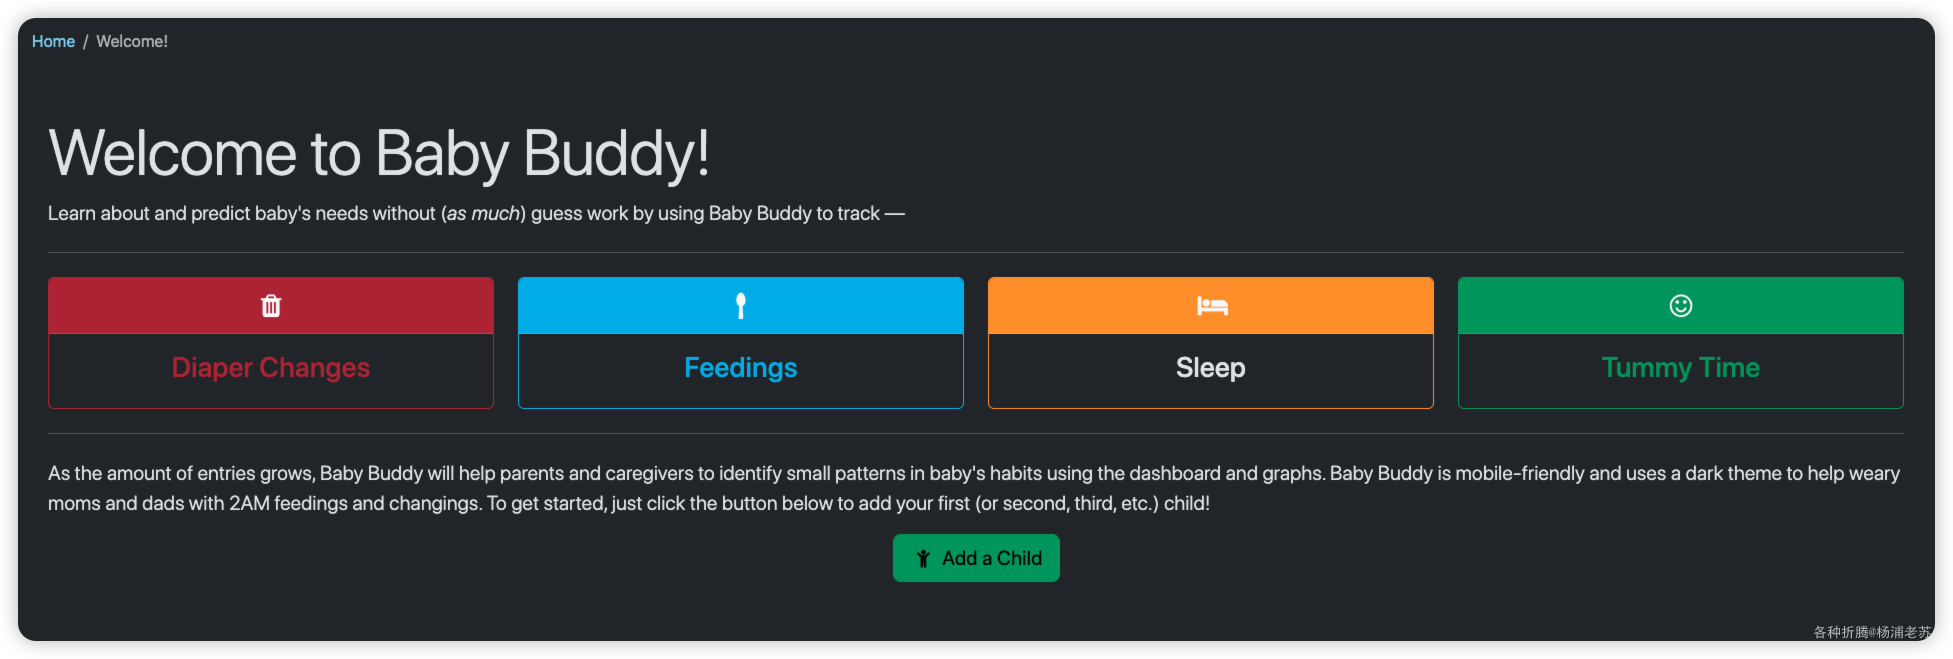 Home / Welcome!
Welcome to Baby Buddy!
Learn about and predict baby's needs without (as much) guess work by using Baby Buddy to track —
Diaper Changes
Feedings
Sleep
Tummy Time
As the amount of entries grows, Baby Buddy will help parents and caregivers to identify small patterns in baby's habits using the dashboard and graphs. Baby Buddy is mobile-friendly and uses a dark theme to help weary
moms and dads with 2AM feedings and changings. To get started, just click the button below to add your first (or second, third, etc.) child!
Add a Child
各种折腾@杨浦老苏